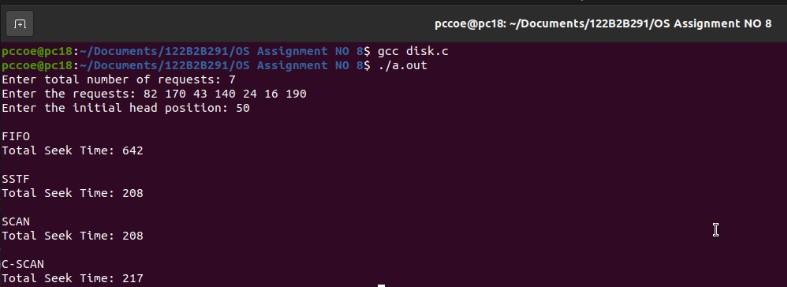 pccoe@pc18: ~/Documents/122B2B291/OS Assignment NO 8
pccoe@pc18:~/Documents/122B2B291/OS Assignment NO 8$ gcc disk.c
pccoe@pc18:~/Documents/122B2B291/OS Assignment NO 8$ ./a.out
Enter total number of requests: 7
Enter the requests: 82 170 43 140 24 16 190
Enter the initial head position: 50
FIFO
Total Seek Time: 642
SSTF
Total Seek Time: 208
SCAN
Total Seek Time: 208
C-SCAN
Total Seek Time: 217